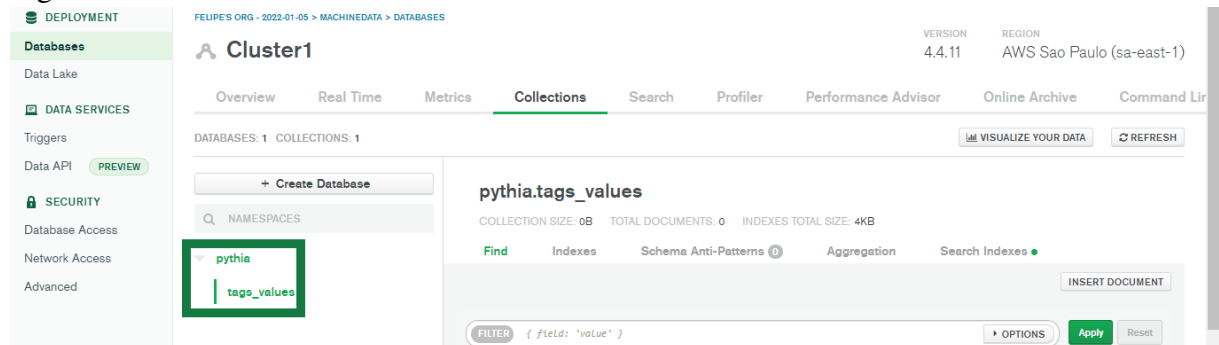 DEPLOYMENT
Databases
Data Lake
DATA SERVICES
Triggers
Data API PREVIEW
SECURITY
Database Access
Network Access
Advanced
FELIPE'S ORG - 2022-01-05 > MACHINEDATA > DATABASES
Cluster1
VERSION
4.4.11
REGION
AWS Sao Paulo (sa-east-1)
Overview Real Time Metrics Collections Search Profiler Performance Advisor Online Archive Command Lin
DATABASES: 1 COLLECTIONS: 1
VISUALIZE YOUR DATA REFRESH
+ Create Database
NAMESPACES
pythia
tags_values
pythia.tags_values
COLLECTION SIZE: 0B TOTAL DOCUMENTS: 0 INDEXES TOTAL SIZE: 4KB
Find Indexes Schema Anti-Patterns 0 Aggregation Search Indexes
INSERT DOCUMENT
FILTER { field: 'value' } OPTIONS Apply Reset